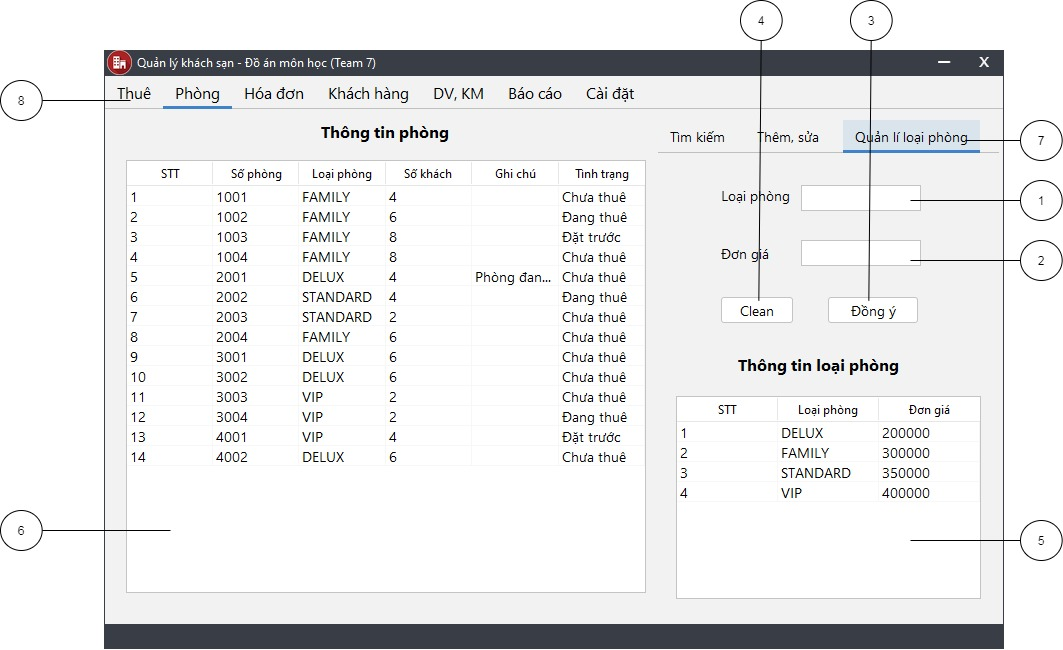 4 3
Quản lý khách sạn - Đồ án môn học (Team 7) X
8 Thuê Phòng Hóa đơn Khách hàng DV, KM Báo cáo Cài đặt
Thông tin phòng
Tìm kiếm Thêm, sửa Quản lí loại phòng 7
STT Số phòng Loại phòng Số khách Ghi chú Tình trạng
1 1001 FAMILY 4 Chưa thuê
2 1002 FAMILY 6 Đang thuê
3 1003 FAMILY 8 Đặt trước
4 1004 FAMILY 8 Chưa thuê
5 2001 DELUX 4 Phòng đan... Chưa thuê
6 2002 STANDARD 4 Đang thuê
7 2003 STANDARD 2 Chưa thuê
8 2004 FAMILY 6 Chưa thuê
9 3001 DELUX 6 Chưa thuê
10 3002 DELUX 6 Chưa thuê
11 3003 VIP 2 Chưa thuê
12 3004 VIP 2 Đang thuê
13 4001 VIP 4 Đặt trước
14 4002 DELUX 6 Chưa thuê
6
Loại phòng 1
Đơn giá 2
Clean Đồng ý
Thông tin loại phòng
STT Loại phòng Đơn giá
1 DELUX 200000
2 FAMILY 300000
3 STANDARD 350000
4 VIP 400000
5